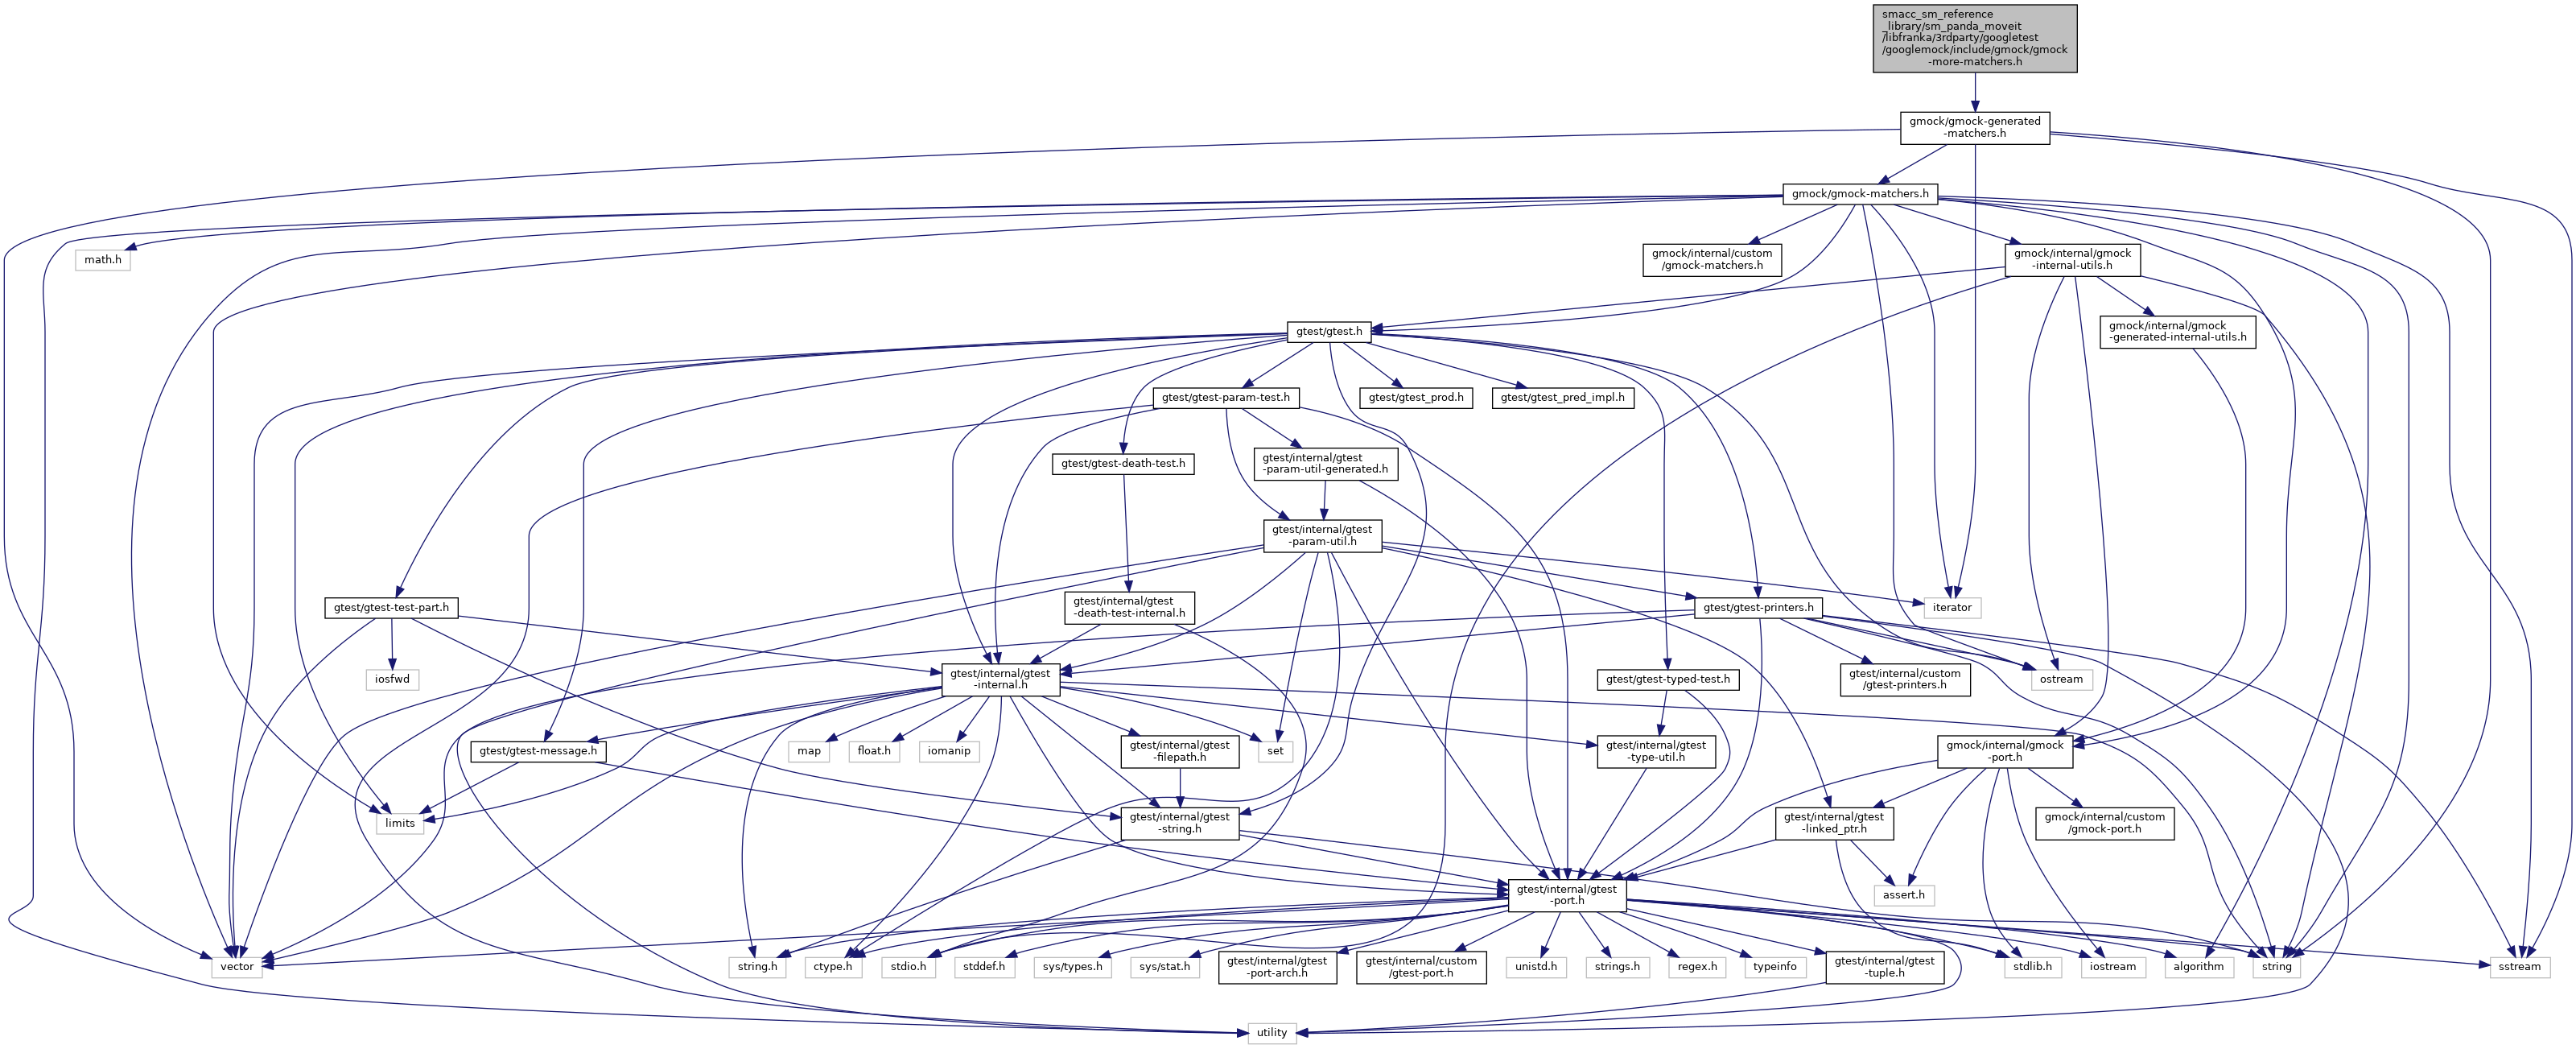 smacc_sm_reference
_library/sm_panda_moveit
/libfranka/3rdparty/googletest
/googlemock/include/gmock/gmock
-more-matchers.h
gmock/gmock-generated
-matchers.h
gmock/gmock-matchers.h
math.h
gmock/internal/custom
/gmock-matchers.h
gmock/internal/gmock
-internal-utils.h
gtest/gtest.h
gmock/internal/gmock
-generated-internal-utils.h
gtest/gtest-param-test.h
gtest/gtest_prod.h
gtest/gtest_pred_impl.h
gtest/gtest-death-test.h
gtest/internal/gtest
-param-util-generated.h
gtest/internal/gtest
-param-util.h
gtest/gtest-test-part.h
gtest/internal/gtest
-death-test-internal.h
gtest/gtest-printers.h
iterator
iosfwd
gtest/internal/gtest
-internal.h
gtest/gtest-typed-test.h
gtest/internal/custom
/gtest-printers.h
ostream
gtest/gtest-message.h
map
float.h
iomanip
gtest/internal/gtest
-filepath.h
set
gtest/internal/gtest
-type-util.h
gmock/internal/gmock
-port.h
limits
gtest/internal/gtest
-string.h
gtest/internal/gtest
-linked_ptr.h
gmock/internal/custom
/gmock-port.h
gtest/internal/gtest
-port.h
assert.h
vector
string.h
ctype.h
stdio.h
stddef.h
sys/types.h
sys/stat.h
gtest/internal/gtest
-port-arch.h
gtest/internal/custom
/gtest-port.h
unistd.h
strings.h
regex.h
typeinfo
gtest/internal/gtest
-tuple.h
stdlib.h
iostream
algorithm
string
sstream
utility